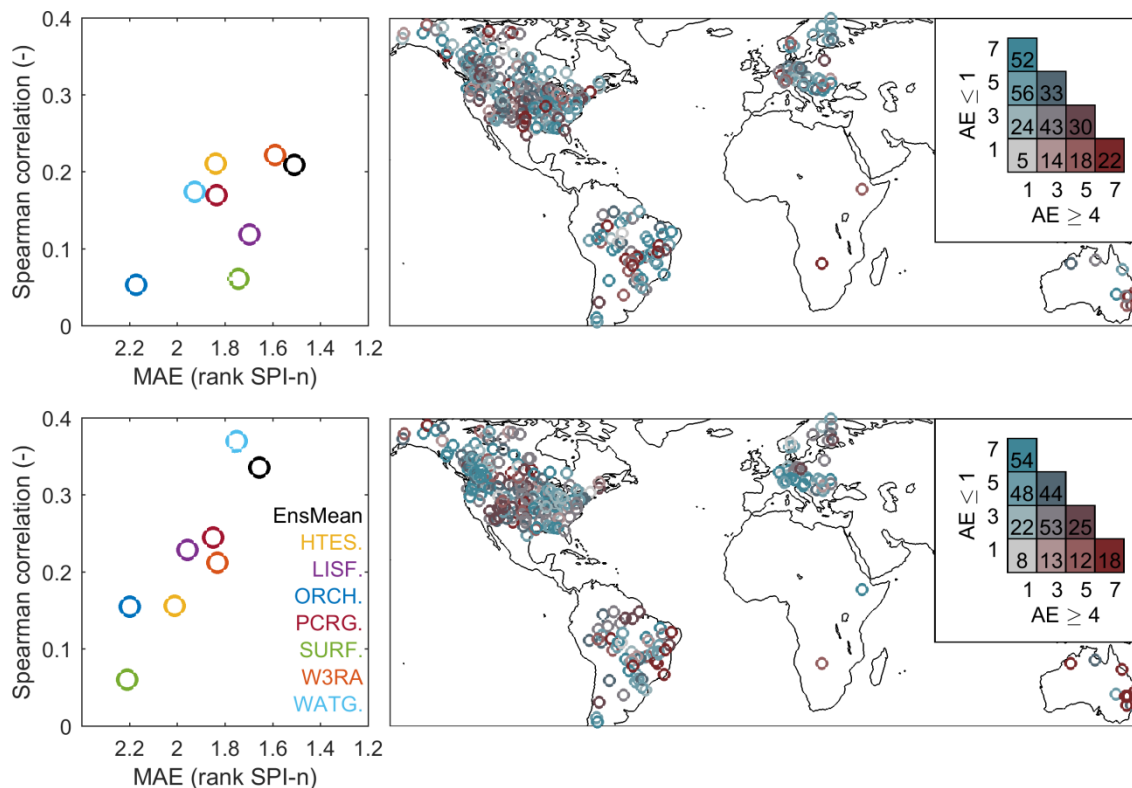 0.4
0.3
0.2
0.1
0
Spearman correlation (-)
2.2 2 1.8 1.6 1.4 1.2
MAE (rank SPI-n)
7
5
3
1
AE ≤ 1
52
56 33
24 43 30
5 14 18 22
1 3 5 7
AE ≥ 4
0.4
0.3
0.2
0.1
0
Spearman correlation (-)
EnsMean
HTES.
LISF.
ORCH.
PCRG.
SURF.
W3RA
WATG.
2.2 2 1.8 1.6 1.4 1.2
MAE (rank SPI-n)
7
5
3
1
AE ≤ 1
54
48 44
22 53 25
8 13 12 18
1 3 5 7
AE ≥ 4